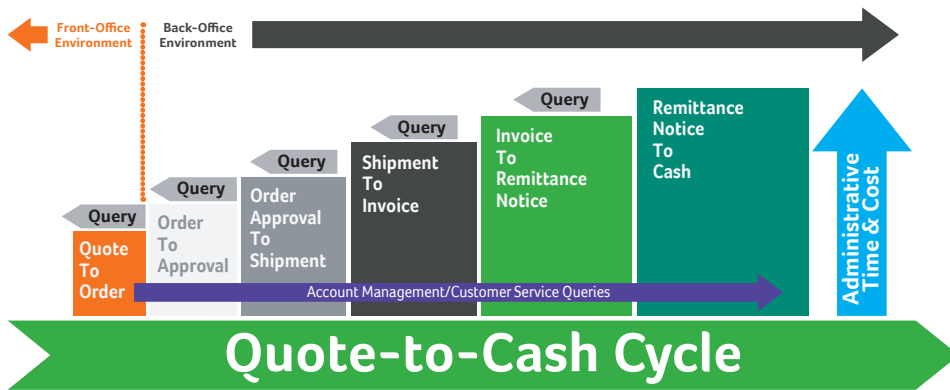 Front-Office
Environment
Back-Office
Environment
Query
Quote
To
Order
Query
Order
To
Approval
Query
Order
Approval
To
Shipment
Query
Shipment
To
Invoice
Query
Invoice
To
Remittance
Notice
Remittance
Notice
To
Cash
Administrative
Time & Cost
Account Management/Customer Service Queries
Quote-to-Cash Cycle